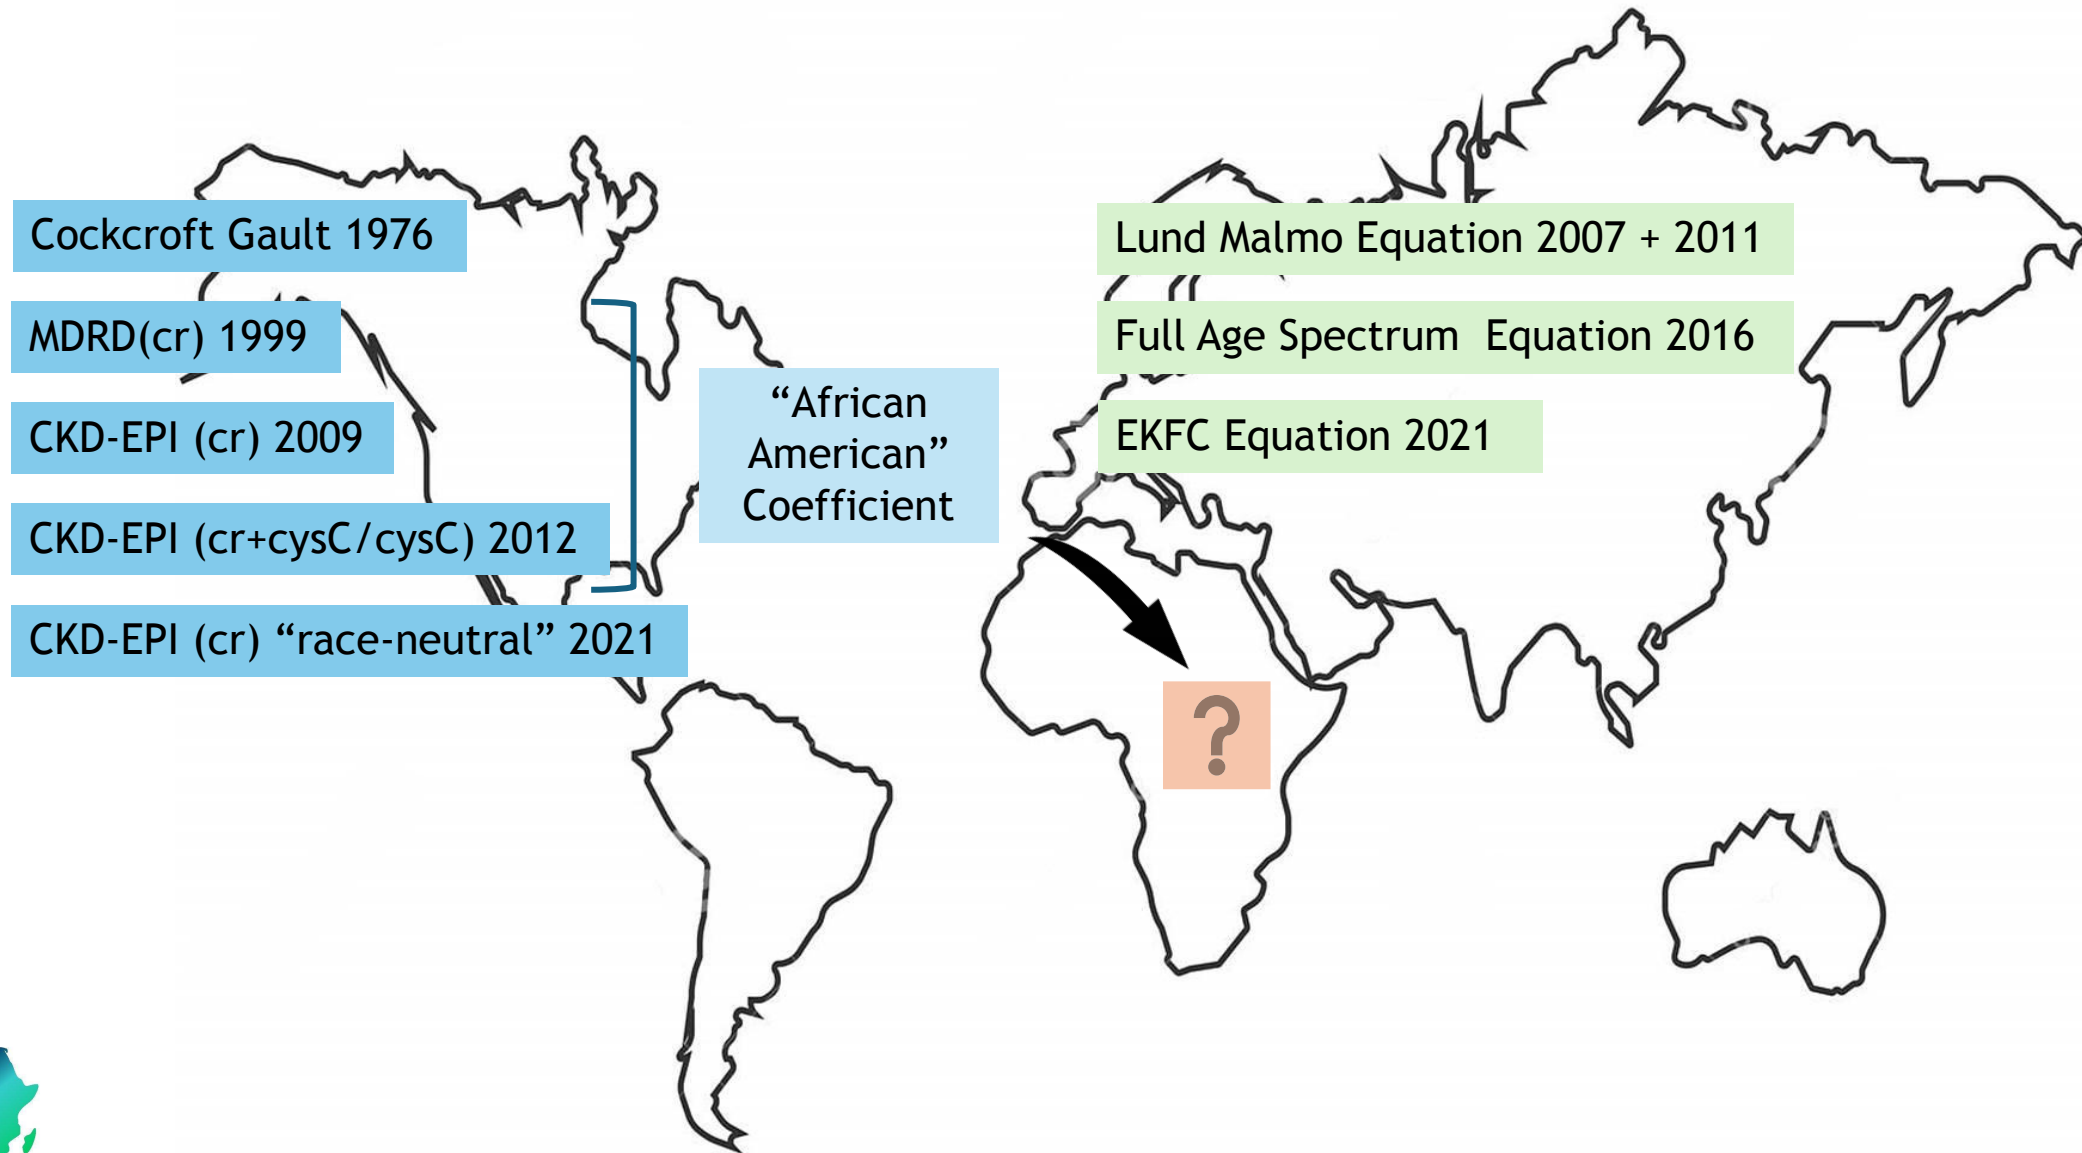 Cockcroft Gault 1976
MDRD(cr) 1999
CKD-EPI (cr) 2009
CKD-EPI (cr+cysC/cysC) 2012
CKD-EPI (cr) “race-neutral” 2021
“African
American”
Coefficient
Lund Malmo Equation 2007 + 2011
Full Age Spectrum  Equation 2016
EKFC Equation 2021
?